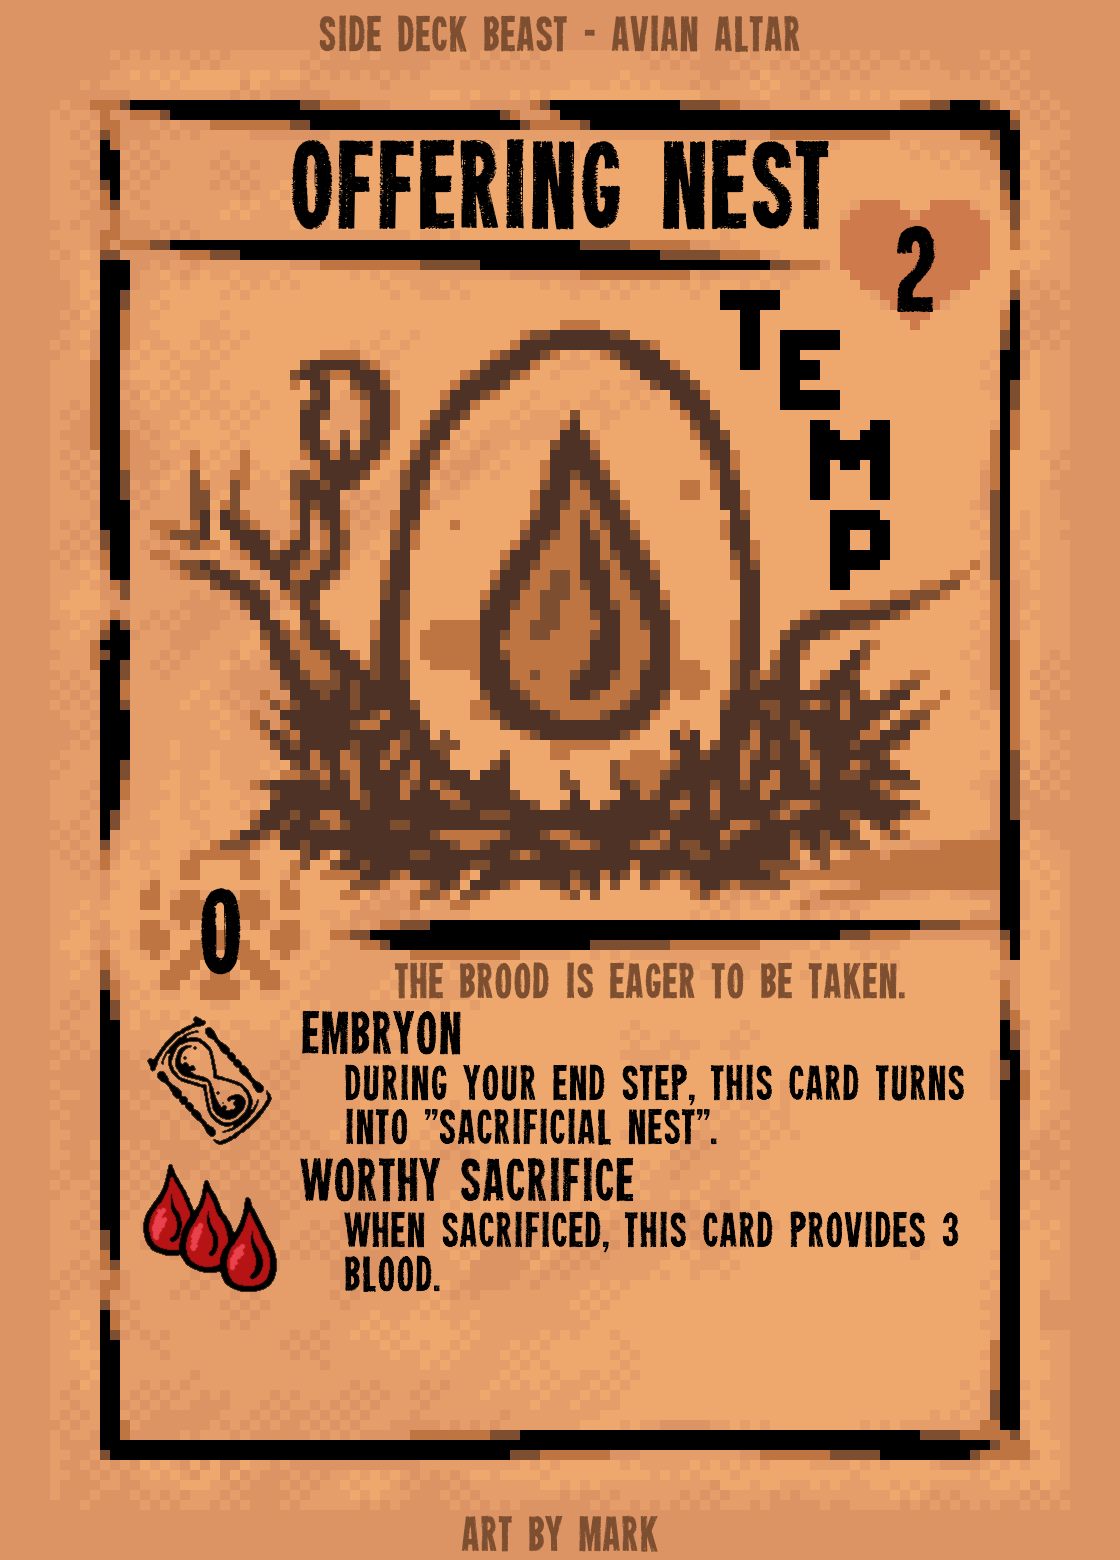 SIDE DECK BEAST - AVIAN ALTAR
OFFERING NEST
2
TEMP
0
THE BROOD IS EAGER TO BE TAKEN.
EMBRYON
DURING YOUR END STEP, THIS CARD TURNS
INTO "SACRIFICIAL NEST".
WORTHY SACRIFICE
WHEN SACRIFICED, THIS CARD PROVIDES 3
BLOOD.
ART BY MARK